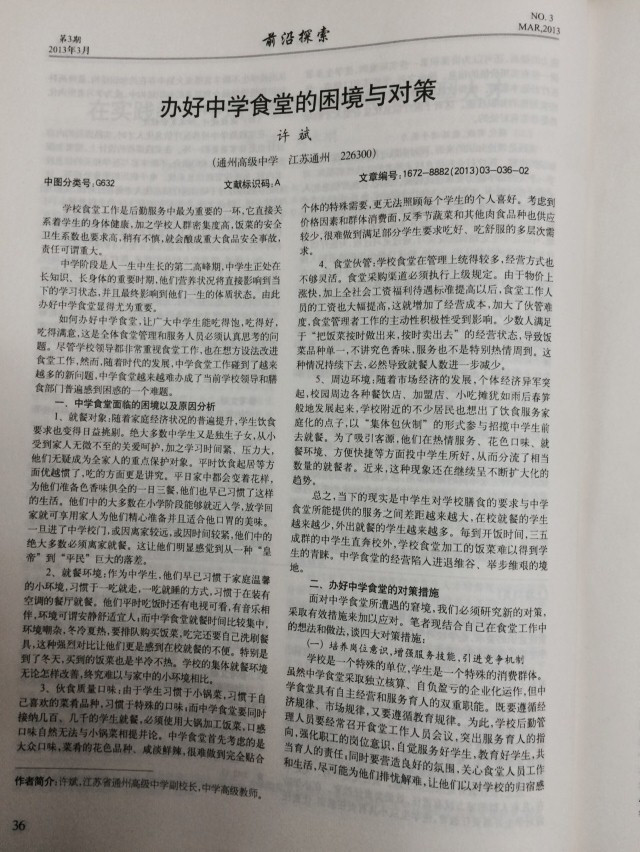 第3期
2013年3月
前沿探索
NO. 3
MAR,2013
办好中学食堂的困境与对策
许 斌
(通州高级中学 江苏通州 226300)
中图分类号:G632 文献标识码:A 文章编号:1672-8882(2013)03-036-02
学校食堂工作是后勤服务中最为重要的一环,它直接关
系着学生的身体健康,加之学校人群密集度高,饭菜的安全
卫生系数也要求高,稍有不慎,就会酿成重大食品安全事故,
责任可谓重大。
中学阶段是人一生中生长的第二高峰期,中学生正处在
长知识、长身体的重要时期,他们营养状况将直接影响到当
下的学习状态,并且最终影响到他们一生的体质状态。由此
办好中学食堂显得尤为重要。
如何办好中学食堂,让广大中学生能吃得饱,吃得好,
吃得满意,这是全体食堂管理和服务人员必须认真思考的问
题。尽管学校领导都非常重视食堂工作,也在想方设法改进
食堂工作,然而,随着时代的发展,中学食堂工作碰到了越来
越多的新问题,中学食堂越来越难办成了当前学校领导和膳
食部门普遍感到困惑的一个难题。
一、中学食堂面临的困境以及原因分析
1、就餐对象:随着家庭经济状况的普遍提升,学生饮食
要求也变得日益挑剔。绝大多数中学生又是独生子女,从小
受到家人无微不至的关爱呵护,加之学习时间紧、压力大,
他们无疑成为全家人的重点保护对象。平时饮食起居等方
面优越惯了,吃的方面更是讲究。平日家中都会变着花样,
为他们准备色香味俱全的一日三餐,他们也早已习惯了这样
的生活。他们中的大多数在小学阶段能够就近入学,放学回
家就可享用家人为他们精心准备并且适合他口胃的美味。
一旦进了中学校门,或因离家较远,或因时间较紧,他们中的
绝大多数必须离家就餐。这让他们明显感觉到从一种“皇
帝”到“平民”巨大的落差。
2、就餐环境:作为中学生,他们早已习惯于家庭温馨
的小环境,习惯于一吃就走,一吃就睡的方式,习惯于在装有
空调的餐厅就餐。他们平时吃饭时还有电视可看,有音乐相
伴,环境可谓安静舒适宜人;而中学食堂就餐时间比较集中,
环境嘈杂,冬冷夏热,要排队购买饭菜,吃完还要自己洗刷餐
具,这种强烈对比让他们更是感到在校就餐的不便。特别是
到了冬天,买到的饭菜也是半冷不热。学校的集体就餐环境
无论怎样改善,终究难以与家中的小环境相比。
3、伙食质量口味:由于学生习惯于小锅菜,习惯于自
己喜欢的菜肴品种,习惯于特殊的口味;而中学食堂要同时
接纳几百。几千的学生就餐,必须使用大锅加工饭菜,口感
口味自然无法与小锅菜相提并论。中学食堂首先考虑的是
大众口味,菜肴的花色品种、咸淡鲜辣,很难做到完全贴合
个体的特殊需要,更无法照顾每个学生的个人喜好。考虑到
价格因素和群体消费面,反季节蔬菜和其他肉食品种也供应
较少,很难做到满足部分学生要求吃好、吃舒服的多层次需
求。
4、食堂伙管:学校食堂在管理上统得较多,经营方式也
不够灵活。食堂采购渠道必须执行上级规定。由于物价上
涨快,加上全社会工资福利待遇标准提高以后,食堂工作人
员的工资也大幅提高,这就增加了经营成本,加大了伙管难
度,食堂管理者工作的主动性积极性受到影响。少数人满足
于“把饭菜按时做出来,按时卖出去”的经营状态,导致饭
菜品种单一,不讲究色香味,服务也不是特别热情周到。这
种情况持续下去,必然导致就餐人数进一步减少。
5、周边环境:随着市场经济的发展,个体经济异军突
起,校园周边各种餐饮店、加盟店、小吃摊犹如雨后春笋
般地发展起来,学校附近的不少居民也想出了饮食服务家
庭化的点子,以“集体包伙制”的形式参与招揽中学生前
去就餐。为了吸引客源,他们在热情服务、花色口味、就
餐环境、方便快捷等方面投中学生所好,从而分流了相当
数量的就餐者。近来,这种现象还在继续呈不断扩大化的
趋势。
总之,当下的现实是中学生对学校膳食的要求与中学
食堂所能提供的服务之间差距越来越大,在校就餐的学生
越来越少,外出就餐的学生越来越多。每到开饭时间,三五
成群的中学生直奔校外,学校食堂加工的饭菜难以得到学
生的青睐。中学食堂的经营陷入进退维谷、举步维艰的境
地。
二、办好中学食堂的对策措施
面对中学食堂所遭遇的窘境,我们必须研究新的对策,
采取有效措施来加以应对。笔者现结合自己在食堂工作中
的想法和做法,谈四大对策措施:
(一)培养岗位意识,增强服务技能,引进竞争机制
学校是一个特殊的单位,学生是一个特殊的消费群体。
虽然中学食堂采取独立核算、自负盈亏的企业化运作,但中
学食堂具有自主经营和服务育人的双重职能。既要遵循经
济规律、市场规律,又要遵循教育规律。为此,学校后勤管
理人员要经常召开食堂工作人员会议,突出服务育人的指
向,强化职工的岗位意识,自觉服务好学生,教育好学生,共
当育人的责任;同时要营造良好的氛围,关心食堂人员工作
和生活,尽可能为他们排忧解难,让他们以对学校的归宿感
作者简介:许斌,江苏省通州高级中学副校长,中学高级教师。
36